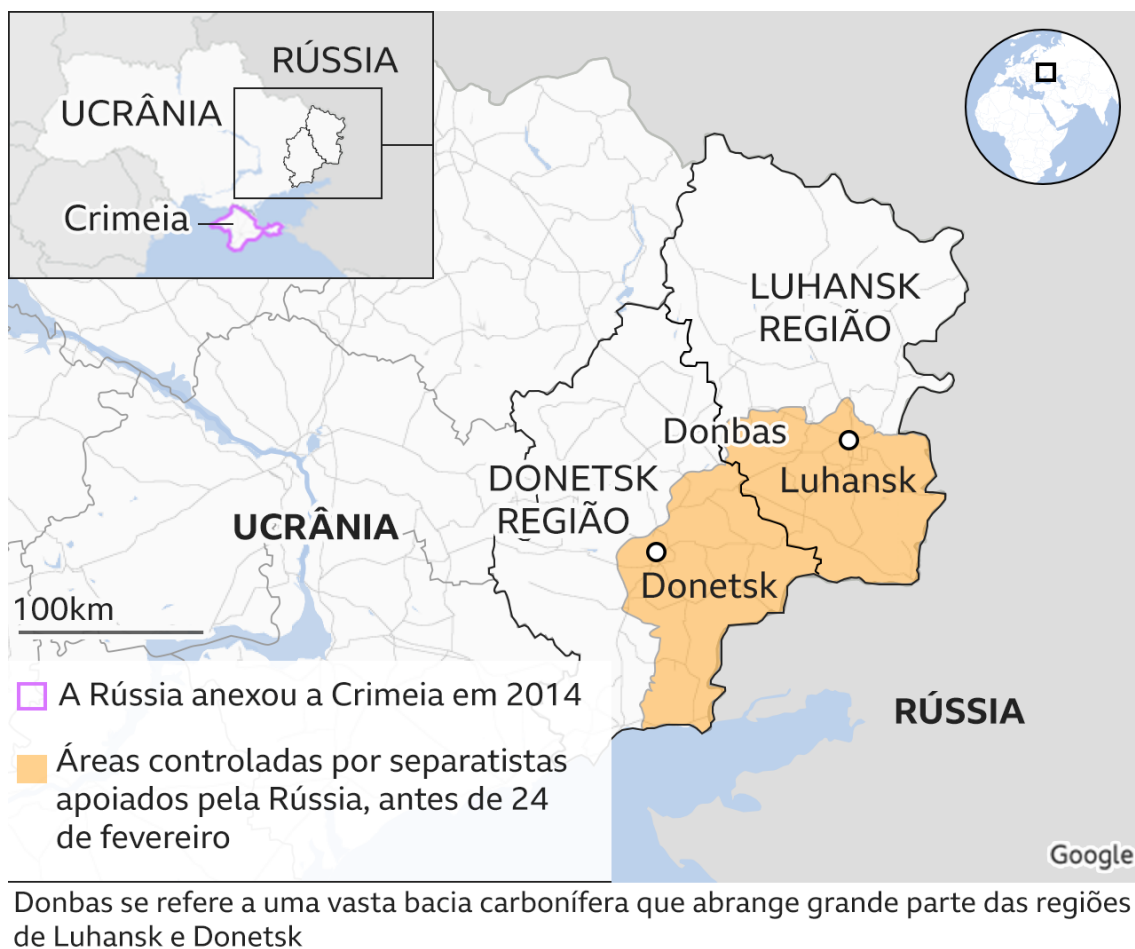 RÚSSIA
UCRÂNIA
Crimeia
LUHANSK
REGIÃO
Donbas
Luhansk
DONETSK
REGIÃO
UCRÂNIA
Donetsk
100km
RÚSSIA
A Rússia anexou a Crimeia em 2014
Áreas controladas por separatistas
apoiados pela Rússia, antes de 24
de fevereiro
Google
Donbas se refere a uma vasta bacia carbonífera que abrange grande parte das regiões
de Luhansk e Donetsk